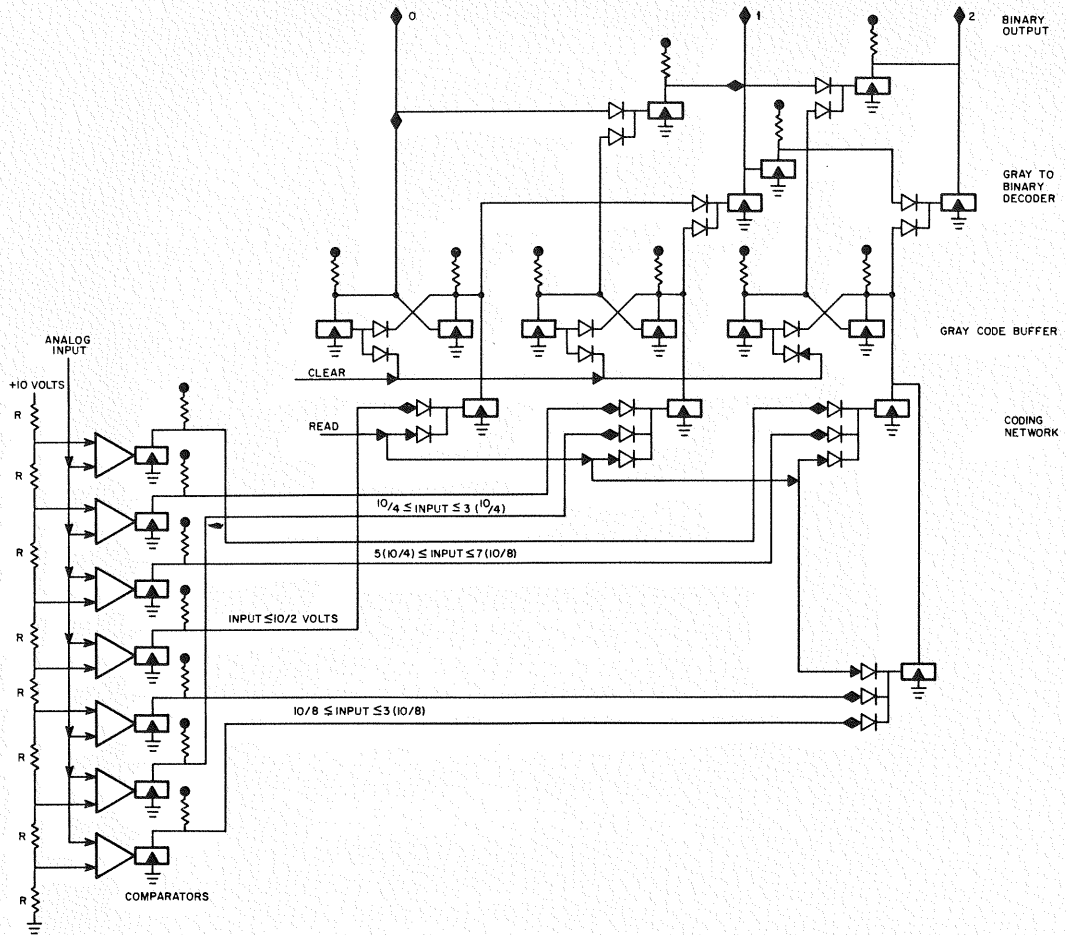 0
1
2
BINARY
OUTPUT
GRAY TO
BINARY
DECODER
GRAY CODE BUFFER
ANALOG
INPUT
+10 VOLTS
CLEAR
READ
CODING
NETWORK
R
R
10/4 ≤ INPUT ≤ 3 (10/4)
R
5(10/4) ≤ INPUT ≤ 7 (10/8)
INPUT ≤ 10/2 VOLTS
R
R
10/8 ≤ INPUT ≤ 3 (10/8)
R
R
R
COMPARATORS